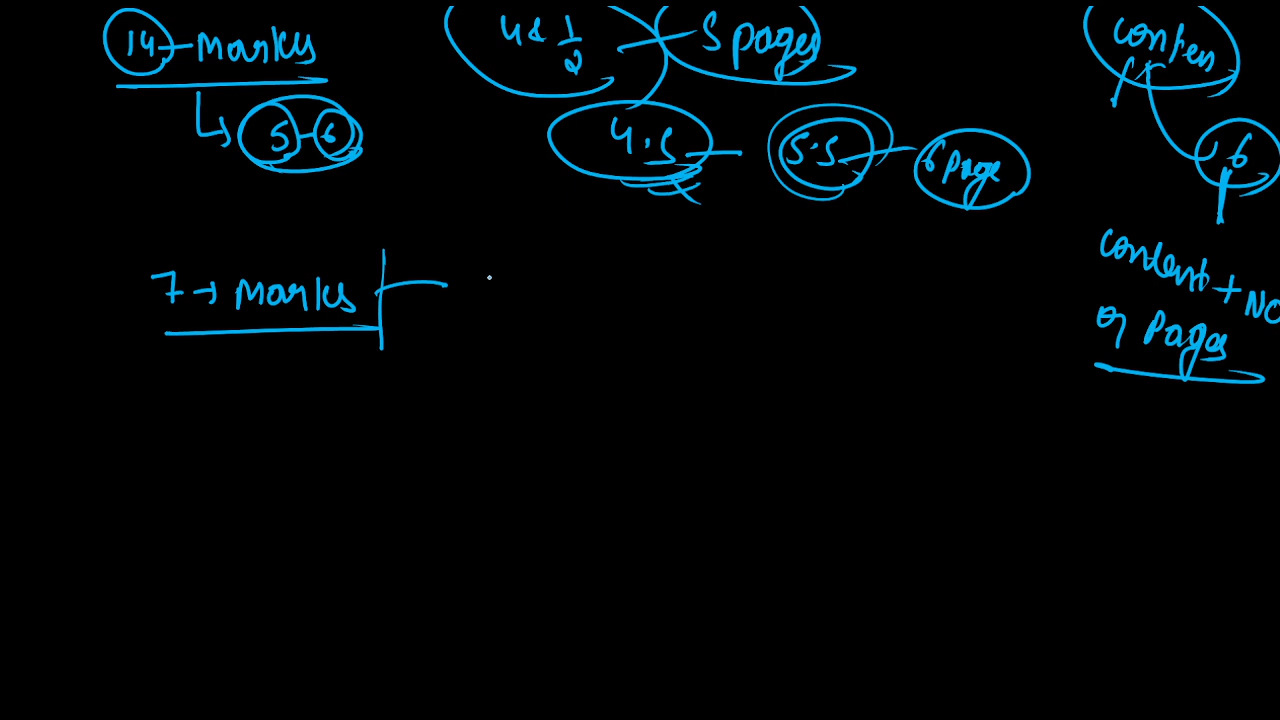 14 - Marks
4 & 1/2 - 5 pages
conten
5 - 6
4.5 - 5.5 - 6 page
6
7 → Marks
content + NO
of Pages